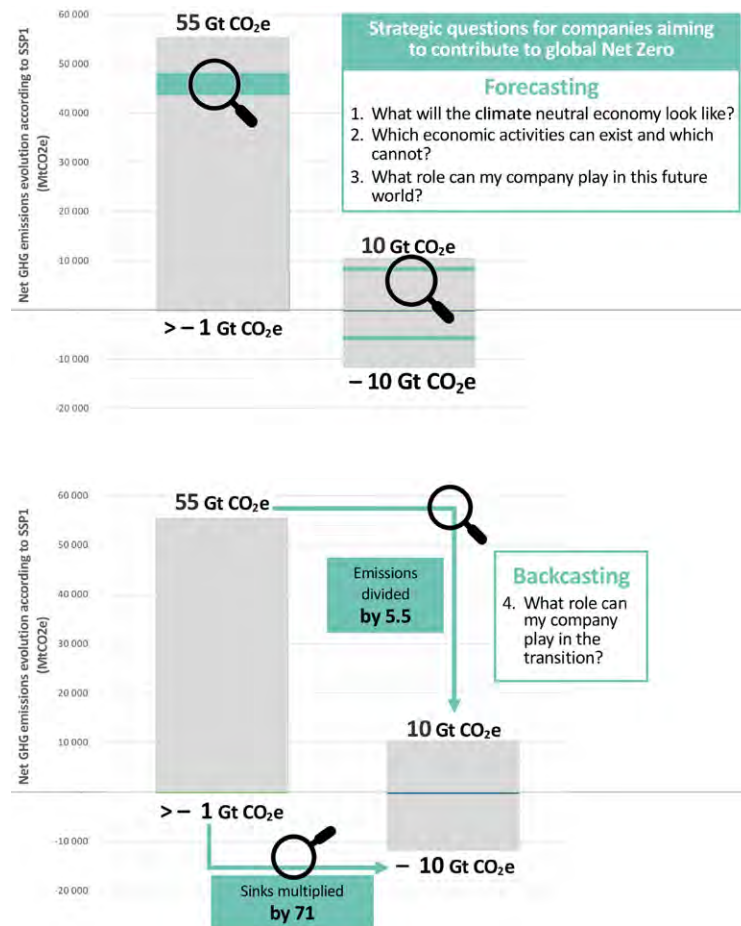 Net GHG emissions evolution according to SSP1
(MtCO2e)
60 000
50 000
40 000
30 000
20 000
10 000
-10 000
-20 000
55 Gt CO₂e
> – 1 Gt CO₂e
10 Gt CO₂e
– 10 Gt CO₂e
Strategic questions for companies aiming
to contribute to global Net Zero
Forecasting
1. What will the climate neutral economy look like?
2. Which economic activities can exist and which
cannot?
3. What role can my company play in this future
world?
Net GHG emissions evolution according to SSP1
(MtCO2e)
60 000
50 000
40 000
30 000
20 000
10 000
-10 000
20 000
55 Gt CO₂e
Emissions
divided
by 5.5
Backcasting
4. What role can
my company
play in the
transition?
10 Gt CO₂e
> – 1 Gt CO₂e
– 10 Gt CO₂e
Sinks multiplied
by 71